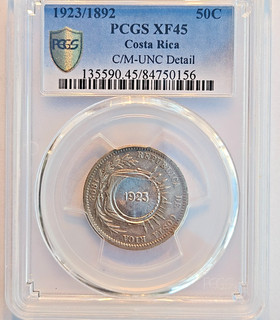 1923/1892 50C
PCGS XF45
Costa Rica
C/M-UNC Detail
135590.45/84750156
PCGS
1923